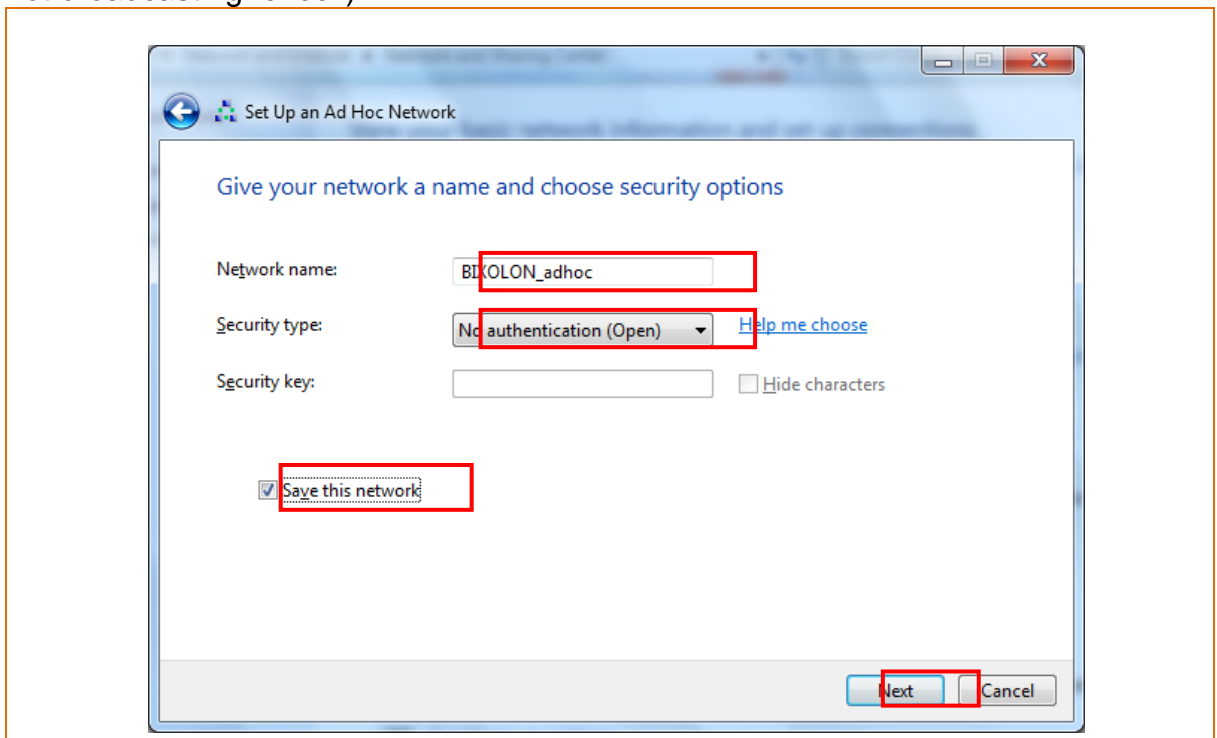 Set Up an Ad Hoc Network
Give your network a name and choose security options
Network name: BIXOLON_adhoc
Security type: No authentication (Open) Help me choose
Security key: Hide characters
Save this network
Next Cancel